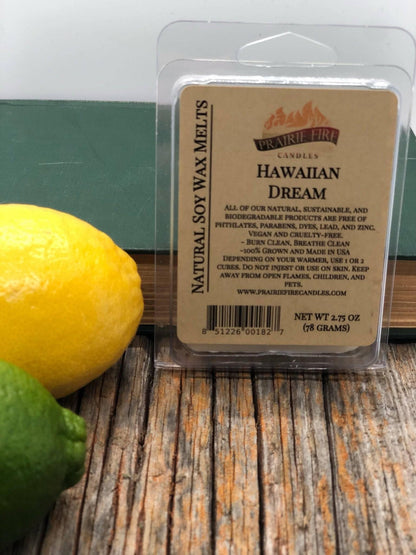 PRAIRIE FIRE
CANDLES
Natural Soy Wax Melts
Hawaiian
Dream
All of our natural, sustainable, and
biodegradable products are free of
phthlates, parabens, dyes, lead, and zinc.
Vegan and cruelty-free.
- Burn Clean, Breathe Clean
-100% Grown and Made in USA
Depending on your warmer, use 1 or 2
cubes. Do not injest or use on skin. Keep
away from open flames, children, and
pets.
www.prairiefirecandles.com
8 51226 00182 7
NET WT 2.75 OZ
(78 GRAMS)